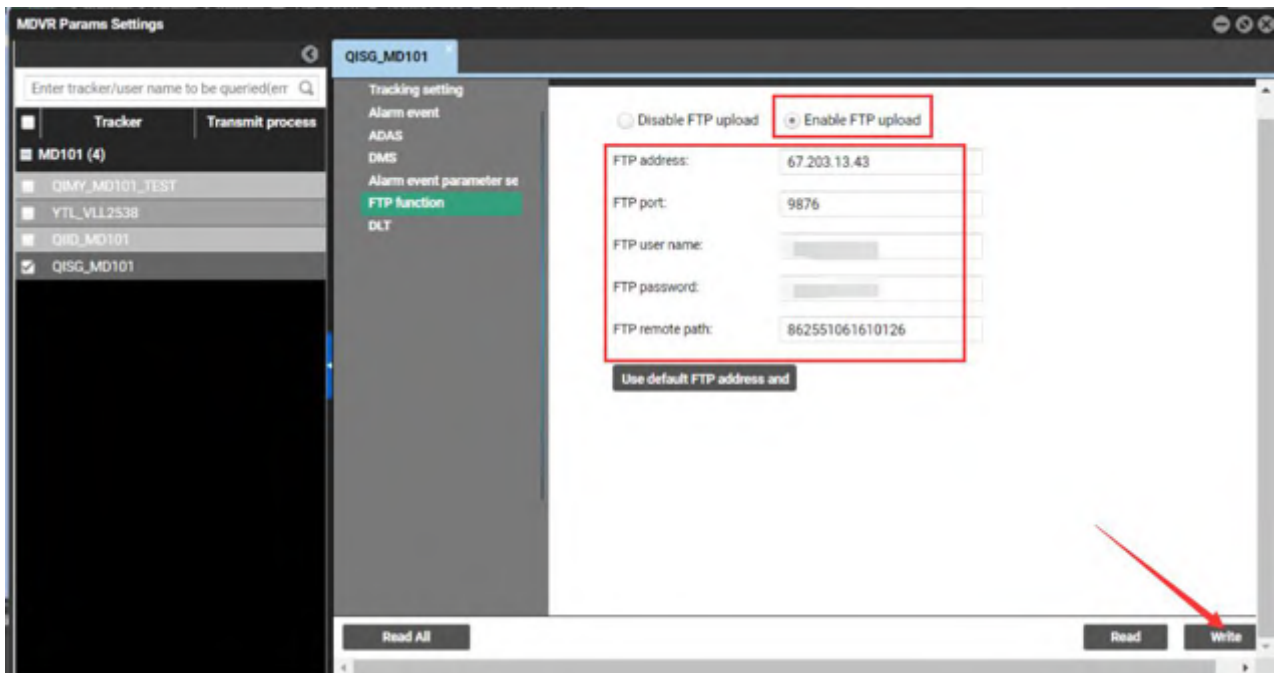 MDVR Params Settings
QISG_MD101
Enter tracker/user name to be queried(err
Tracker
Transmit process
MD101 (4)
QIMY_MD101_TEST
YTL_VLL2538
QIID_MD101
QISG_MD101
Tracking setting
Alarm event
ADAS
DMS
Alarm event parameter se
FTP function
DLT
Disable FTP upload
Enable FTP upload
FTP address:
67.203.13.43
FTP port:
9876
FTP user name:
FTP password:
FTP remote path:
862551061610126
Use default FTP address and
Read All
Read
Write